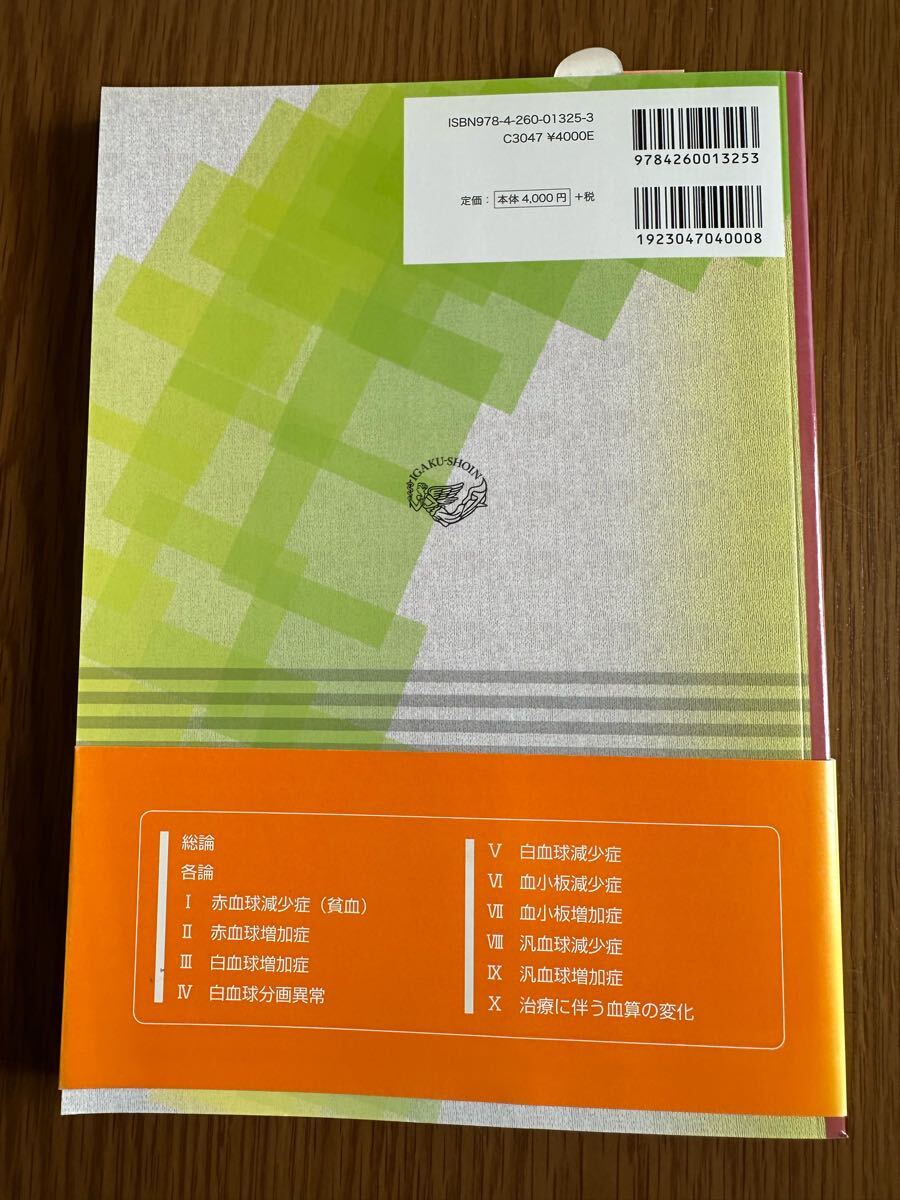 ISBN978-4-260-01325-3
C3047 ¥4000E
定価：本体 4,000 円＋税
9784260013253
1923047040008
IGAKU-SHOIN
総論
各論
Ⅰ 赤血球減少症（貧血）
Ⅱ 赤血球増加症
Ⅲ 白血球増加症
Ⅳ 白血球分画異常
Ⅴ 白血球減少症
Ⅵ 血小板減少症
Ⅶ 血小板増加症
Ⅷ 汎血球減少症
Ⅸ 汎血球増加症
Ⅹ 治療に伴う血算の変化